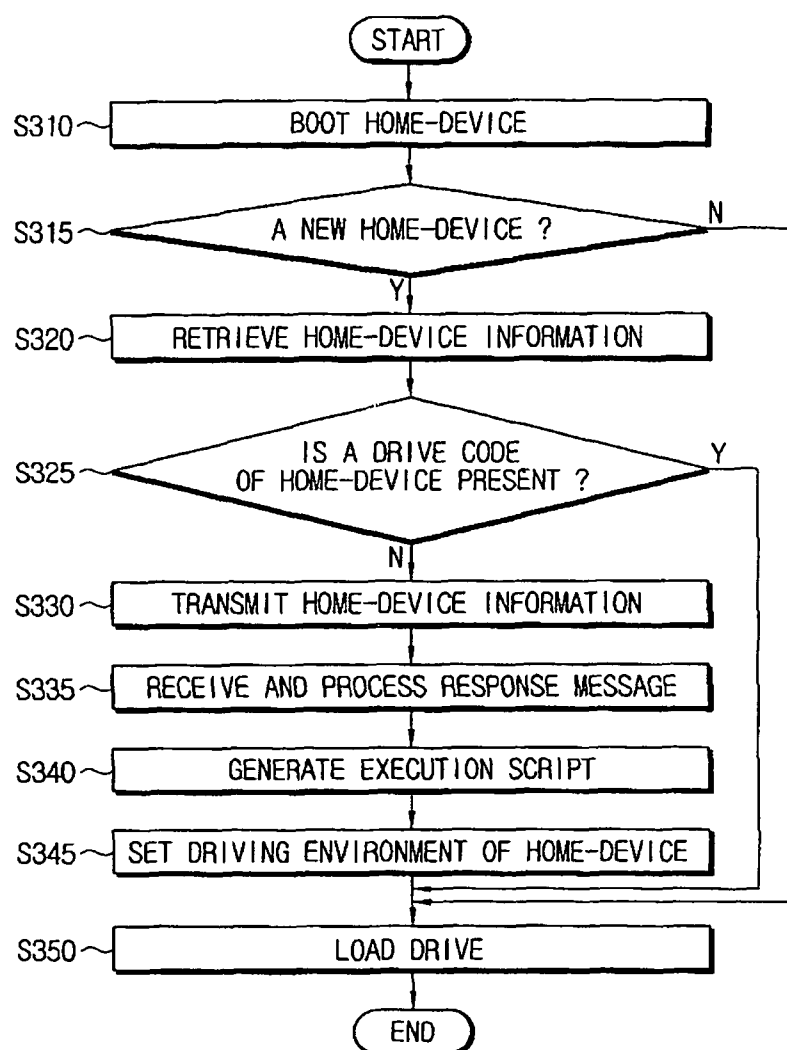 START
S310
BOOT HOME-DEVICE
S315
A NEW HOME-DEVICE ?
N
Y
S320
RETRIEVE HOME-DEVICE INFORMATION
S325
IS A DRIVE CODE
OF HOME-DEVICE PRESENT ?
Y
N
S330
TRANSMIT HOME-DEVICE INFORMATION
S335
RECEIVE AND PROCESS RESPONSE MESSAGE
S340
GENERATE EXECUTION SCRIPT
S345
SET DRIVING ENVIRONMENT OF HOME-DEVICE
S350
LOAD DRIVE
END